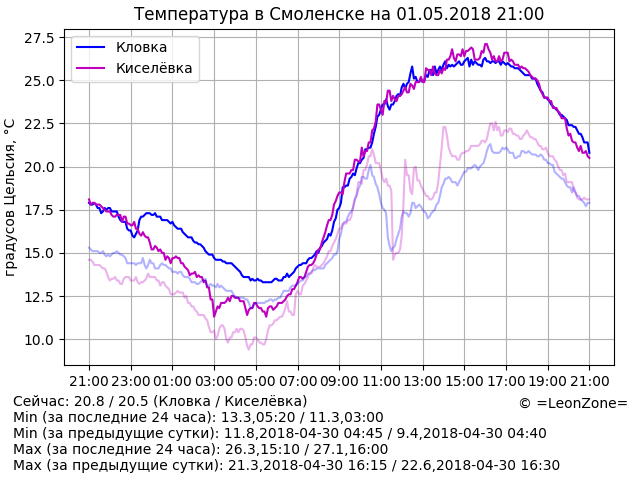 Температура в Смоленске на 01.05.2018 21:00
Кловка
Киселёвка
градусов Цельсия, °C
27.5
25.0
22.5
20.0
17.5
15.0
12.5
10.0
21:00 23:00 01:00 03:00 05:00 07:00 09:00 11:00 13:00 15:00 17:00 19:00 21:00
Сейчас: 20.8 / 20.5 (Кловка / Киселёвка)
© =LeonZone=
Min (за последние 24 часа): 13.3,05:20 / 11.3,03:00
Min (за предыдущие сутки): 11.8,2018-04-30 04:45 / 9.4,2018-04-30 04:40
Max (за последние 24 часа): 26.3,15:10 / 27.1,16:00
Max (за предыдущие сутки): 21.3,2018-04-30 16:15 / 22.6,2018-04-30 16:30